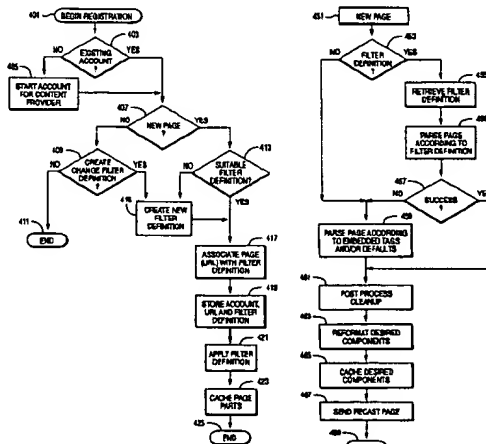 401
BEGIN REGISTRATION
403
NO
EXISTING
ACCOUNT
?
YES
405
START ACCOUNT
FOR CONTENT
PROVIDER
407
NEW PAGE
?
NO
YES
409
NO
CREATE
CHANGE FILTER
DEFINITION
?
YES
411
END
413
NO
SUITABLE
FILTER
DEFINITION?
YES
CREATE NEW
FILTER
DEFINITION
417
ASSOCIATE PAGE
(URL) WITH FILTER
DEFINITION
STORE ACCOUNT,
URL AND FILTER
DEFINITION
421
APPLY FILTER
DEFINITION
423
CACHE PAGE
PARTS
425
END
451
NEW PAGE
453
NO
FILTER
DEFINITION
?
YES
455
RETRIEVE FILTER
DEFINITION
PARSE PAGE
ACCORDING TO
FILTER DEFINITION
457
NO
SUCCESS
?
459
PARSE PAGE ACCORDING
TO EMBEDDED TAGS
AND/OR DEFAULTS
461
POST PROCESS
CLEANUP
463
REFORMAT DESIRED
COMPONENTS
465
CACHE DESIRED
COMPONENTS
467
SEND RECAST PAGE